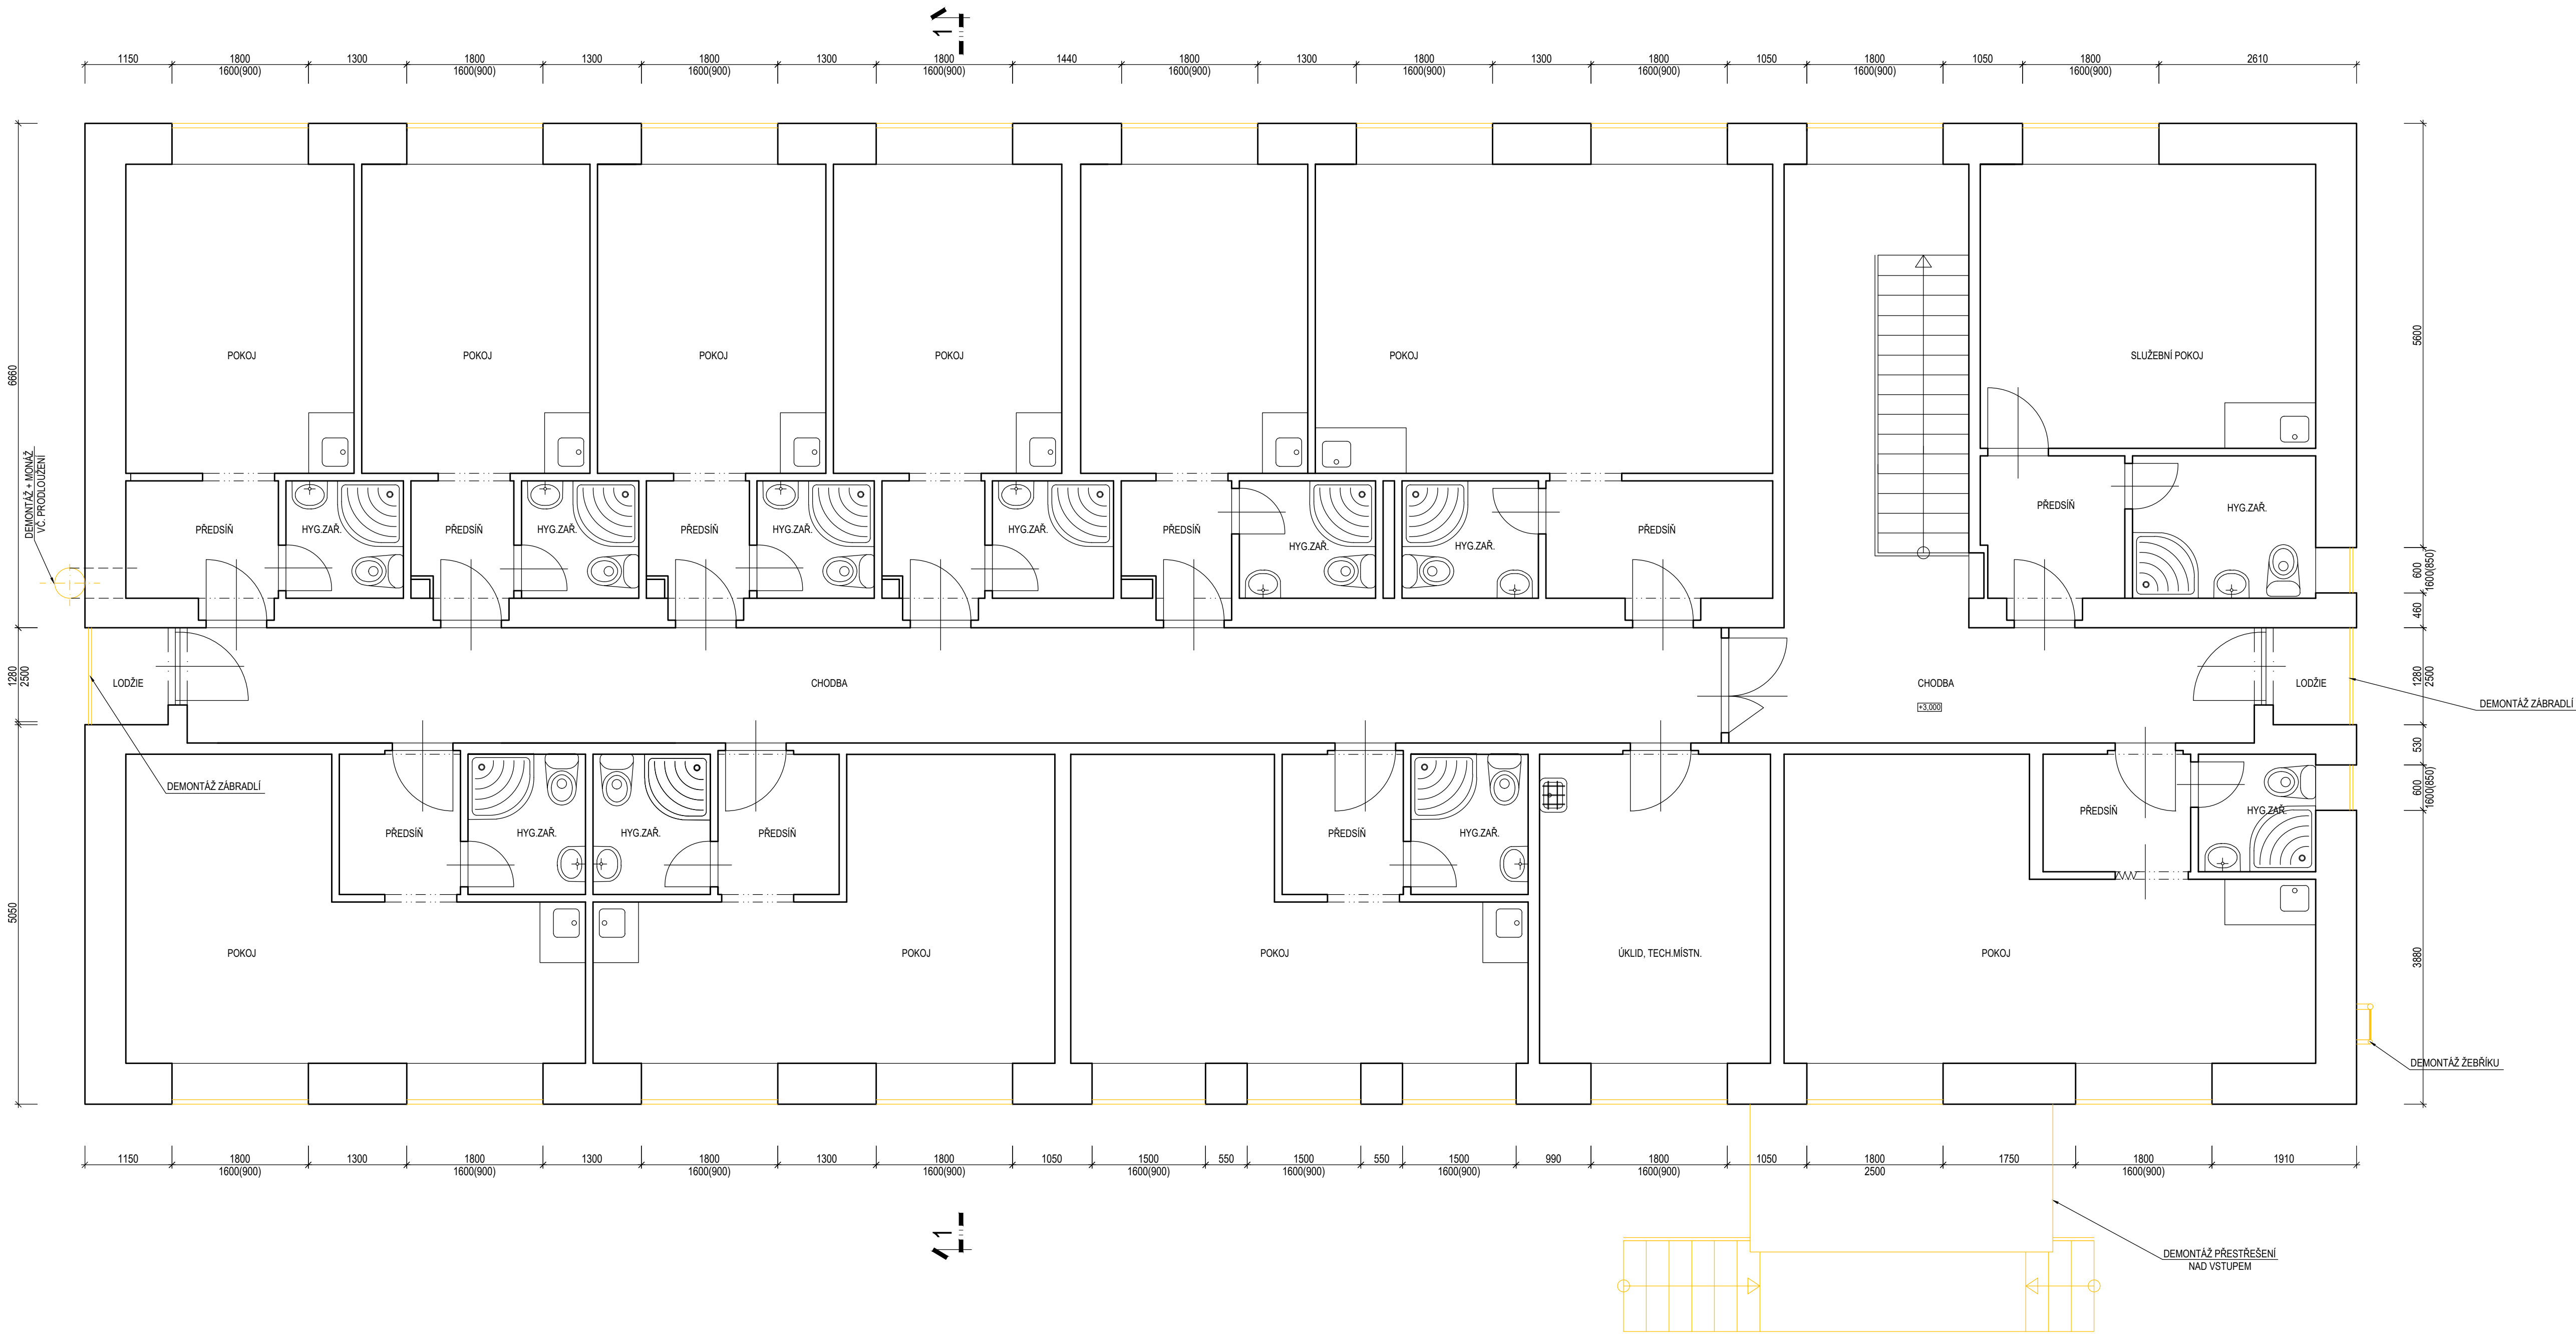 1
1150 1800 1300 1800 1300 1800 1300 1800 1440 1800 1300 1800 1300 1800 1050 1800 1050 1800 2610
1600(900) 1600(900) 1600(900) 1600(900) 1600(900) 1600(900) 1600(900) 1600(900) 1600(900)
POKOJ POKOJ POKOJ POKOJ POKOJ SLUŽEBNÍ POKOJ
6660
5600
DEMONTÁŽ + MONÁŽ
VČ. PRODLOUŽENÍ
PŘEDSÍŇ HYG.ZAŘ. PŘEDSÍŇ HYG.ZAŘ. PŘEDSÍŇ HYG.ZAŘ. HYG.ZAŘ. PŘEDSÍŇ HYG.ZAŘ. HYG.ZAŘ. PŘEDSÍŇ PŘEDSÍŇ HYG.ZAŘ.
600
1600(850)
460
1280
2500
LODŽIE CHODBA CHODBA LODŽIE
+3,000
1280
2500
DEMONTÁŽ ZÁBRADLÍ
DEMONTÁŽ ZÁBRADLÍ
530
600
1600(850)
PŘEDSÍŇ HYG.ZAŘ. HYG.ZAŘ. PŘEDSÍŇ PŘEDSÍŇ HYG.ZAŘ. PŘEDSÍŇ HYG.ZAŘ.
5050
3880
POKOJ POKOJ POKOJ ÚKLID, TECH.MÍSTN. POKOJ
DEMONTÁŽ ŽEBŘÍKU
1150 1800 1300 1800 1300 1800 1300 1800 1050 1500 550 1500 550 1500 990 1800 1050 1800 1750 1800 1910
1600(900) 1600(900) 1600(900) 1600(900) 1600(900) 1600(900) 1600(900) 1600(900) 2500 1600(900)
1
DEMONTÁŽ PŘESTŘEŠENÍ
NAD VSTUPEM